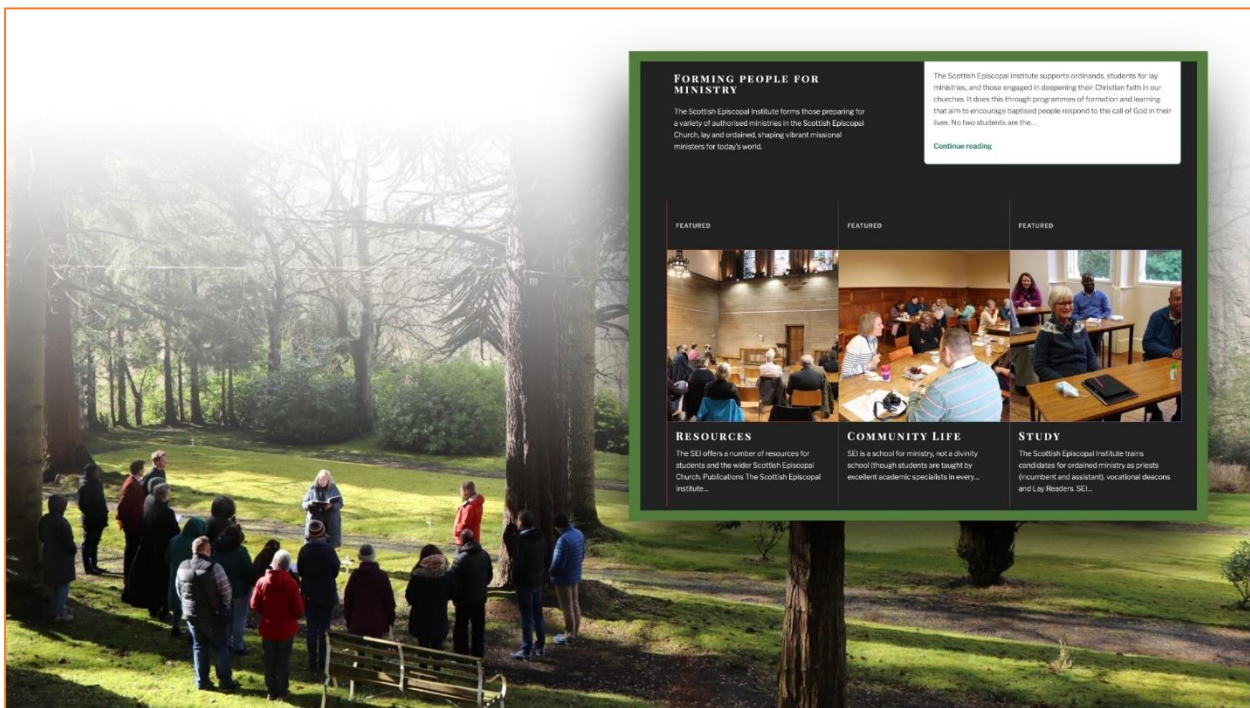 FORMING PEOPLE FOR
MINISTRY
The Scottish Episcopal Institute forms those preparing for
a variety of authorised ministries in the Scottish Episcopal
Church, lay and ordained, shaping vibrant missional
ministers for today's world.
The Scottish Episcopal Institute supports ordinands, students for lay
ministries, and those engaged in deepening their Christian faith in our
churches. It does this through programmes of formation and learning
that aim to encourage baptised people respond to the call of God in their
lives. No two students are the...
Continue reading
FEATURED
RESOURCES
The SEI offers a number of resources for
students and the wider Scottish Episcopal
Church, Publications The Scottish Episcopal
Institute...
FEATURED
COMMUNITY LIFE
SEI is a school for ministry, not a divinity
school (though students are taught by
excellent academic specialists in every...
FEATURED
STUDY
The Scottish Episcopal Institute trains
candidates for ordained ministry as priests
(incumbent and assistant), vocational deacons
and Lay Readers. SEI...